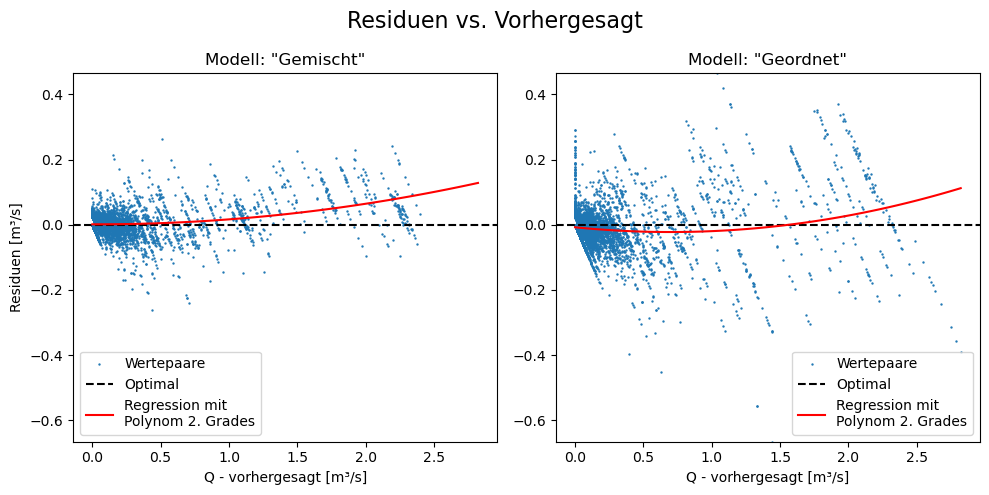 Residuen vs. Vorhergesagt
Modell: "Gemischt"
Residuen [m³/s]
0.4
0.2
0.0
−0.2
−0.4
−0.6
Wertepaare
Optimal
Regression mit
Polynom 2. Grades
0.0 0.5 1.0 1.5 2.0 2.5
Q - vorhergesagt [m³/s]
Modell: "Geordnet"
0.4
0.2
0.0
−0.2
−0.4
−0.6
Wertepaare
Optimal
Regression mit
Polynom 2. Grades
0.0 0.5 1.0 1.5 2.0 2.5
Q - vorhergesagt [m³/s]